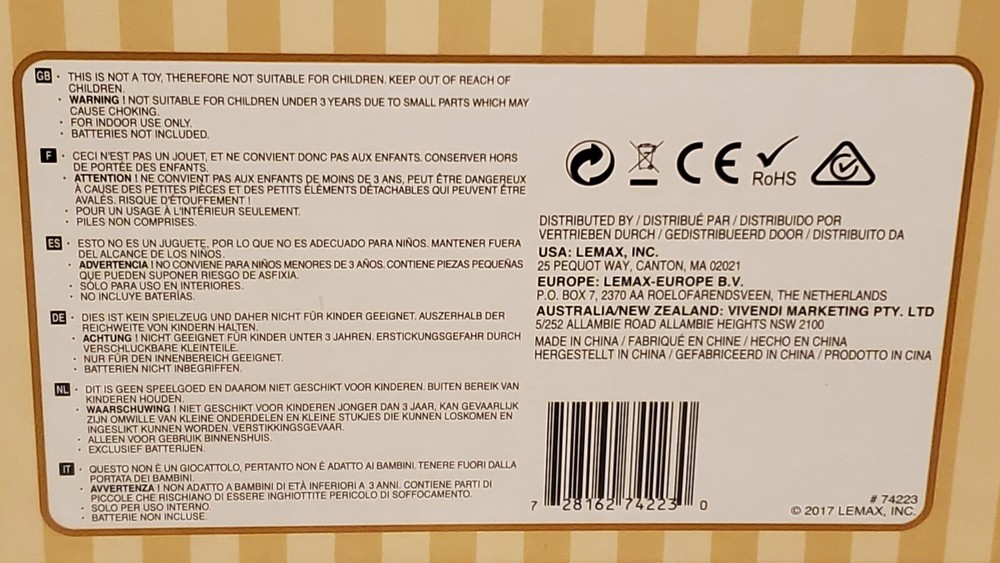 GB · THIS IS NOT A TOY, THEREFORE NOT SUITABLE FOR CHILDREN. KEEP OUT OF REACH OF
CHILDREN.
· WARNING ! NOT SUITABLE FOR CHILDREN UNDER 3 YEARS DUE TO SMALL PARTS WHICH MAY
CAUSE CHOKING.
· FOR INDOOR USE ONLY.
· BATTERIES NOT INCLUDED.
F · CECI N'EST PAS UN JOUET, ET NE CONVIENT DONC PAS AUX ENFANTS. CONSERVER HORS
DE PORTÉE DES ENFANTS.
· ATTENTION ! NE CONVIENT PAS AUX ENFANTS DE MOINS DE 3 ANS, PEUT ÊTRE DANGEREUX
À CAUSE DES PETITES PIÈCES ET DES PETITS ÉLÉMENTS DÉTACHABLES QUI PEUVENT ÊTRE
AVALÉS. RISQUE D'ÉTOUFFEMENT !
· POUR UN USAGE À L'INTÉRIEUR SEULEMENT.
· PILES NON COMPRISES.
ES · ESTO NO ES UN JUGUETE, POR LO QUE NO ES ADECUADO PARA NIÑOS. MANTENER FUERA
DEL ALCANCE DE LOS NIÑOS.
· ADVERTENCIA ! NO CONVIENE PARA NIÑOS MENORES DE 3 AÑOS. CONTIENE PIEZAS PEQUEÑAS
QUE PUEDEN SUPONER RIESGO DE ASFIXIA.
· SÓLO PARA USO EN INTERIORES.
· NO INCLUYE BATERÍAS.
DE · DIES IST KEIN SPIELZEUG UND DAHER NICHT FÜR KINDER GEEIGNET. AUSZERHALB DER
REICHWEITE VON KINDERN HALTEN.
· ACHTUNG ! NICHT GEEIGNET FÜR KINDER UNTER 3 JAHREN. ERSTICKUNGSGEFAHR DURCH
VERSCHLUCKBARE KLEINTEILE.
· NUR FÜR DEN INNENBEREICH GEEIGNET.
· BATTERIEN NICHT INBEGRIFFEN.
NL · DIT IS GEEN SPEELGOED EN DAAROM NIET GESCHIKT VOOR KINDEREN. BUITEN BEREIK VAN
KINDEREN HOUDEN.
· WAARSCHUWING ! NIET GESCHIKT VOOR KINDEREN JONGER DAN 3 JAAR, KAN GEVAARLIJK
ZIJN OMWILLE VAN KLEINE ONDERDELEN EN KLEINE STUKJES DIE KUNNEN LOSKOMEN EN
INGESLIKT KUNNEN WORDEN. VERSTIKKINGSGEVAAR.
· ALLEEN VOOR GEBRUIK BINNENSHUIS.
· EXCLUSIEF BATTERIJEN.
IT · QUESTO NON È UN GIOCATTOLO, PERTANTO NON È ADATTO AI BAMBINI. TENERE FUORI DALLA
PORTATA DEI BAMBINI.
· AVVERTENZA ! NON ADATTO A BAMBINI DI ETÀ INFERIORI A 3 ANNI. CONTIENE PARTI DI
PICCOLE CHE RISCHIANO DI ESSERE INGHIOTTITE PERICOLO DI SOFFOCAMENTO.
· SOLO PER USO INTERNO.
· BATTERIE NON INCLUSE.
CE RoHS
DISTRIBUTED BY / DISTRIBUÉ PAR / DISTRIBUIDO POR
VERTRIEBEN DURCH / GEDISTRIBUEERD DOOR / DISTRIBUITO DA
USA: LEMAX, INC.
25 PEQUOT WAY, CANTON, MA 02021
EUROPE: LEMAX-EUROPE B.V.
P.O. BOX 7, 2370 AA ROELOFARENDSVEEN, THE NETHERLANDS
AUSTRALIA/NEW ZEALAND: VIVENDI MARKETING PTY. LTD
5/252 ALLAMBIE ROAD ALLAMBIE HEIGHTS NSW 2100
MADE IN CHINA / FABRIQUÉ EN CHINE / HECHO EN CHINA
HERGESTELLT IN CHINA / GEFABRICEERD IN CHINA / PRODOTTO IN CINA
7 28162 74223 0
# 74223
© 2017 LEMAX, INC.